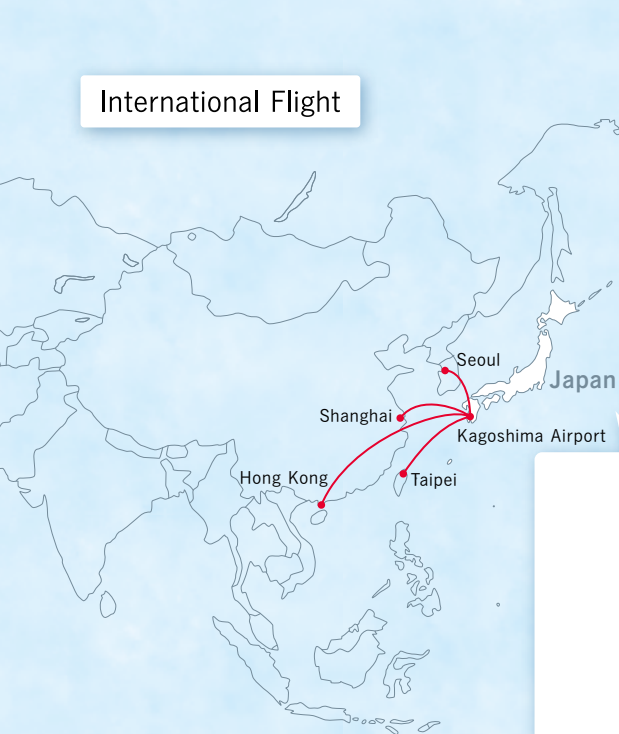 International Flight
Seoul
Japan
Shanghai
Kagoshima Airport
Hong Kong
Taipei